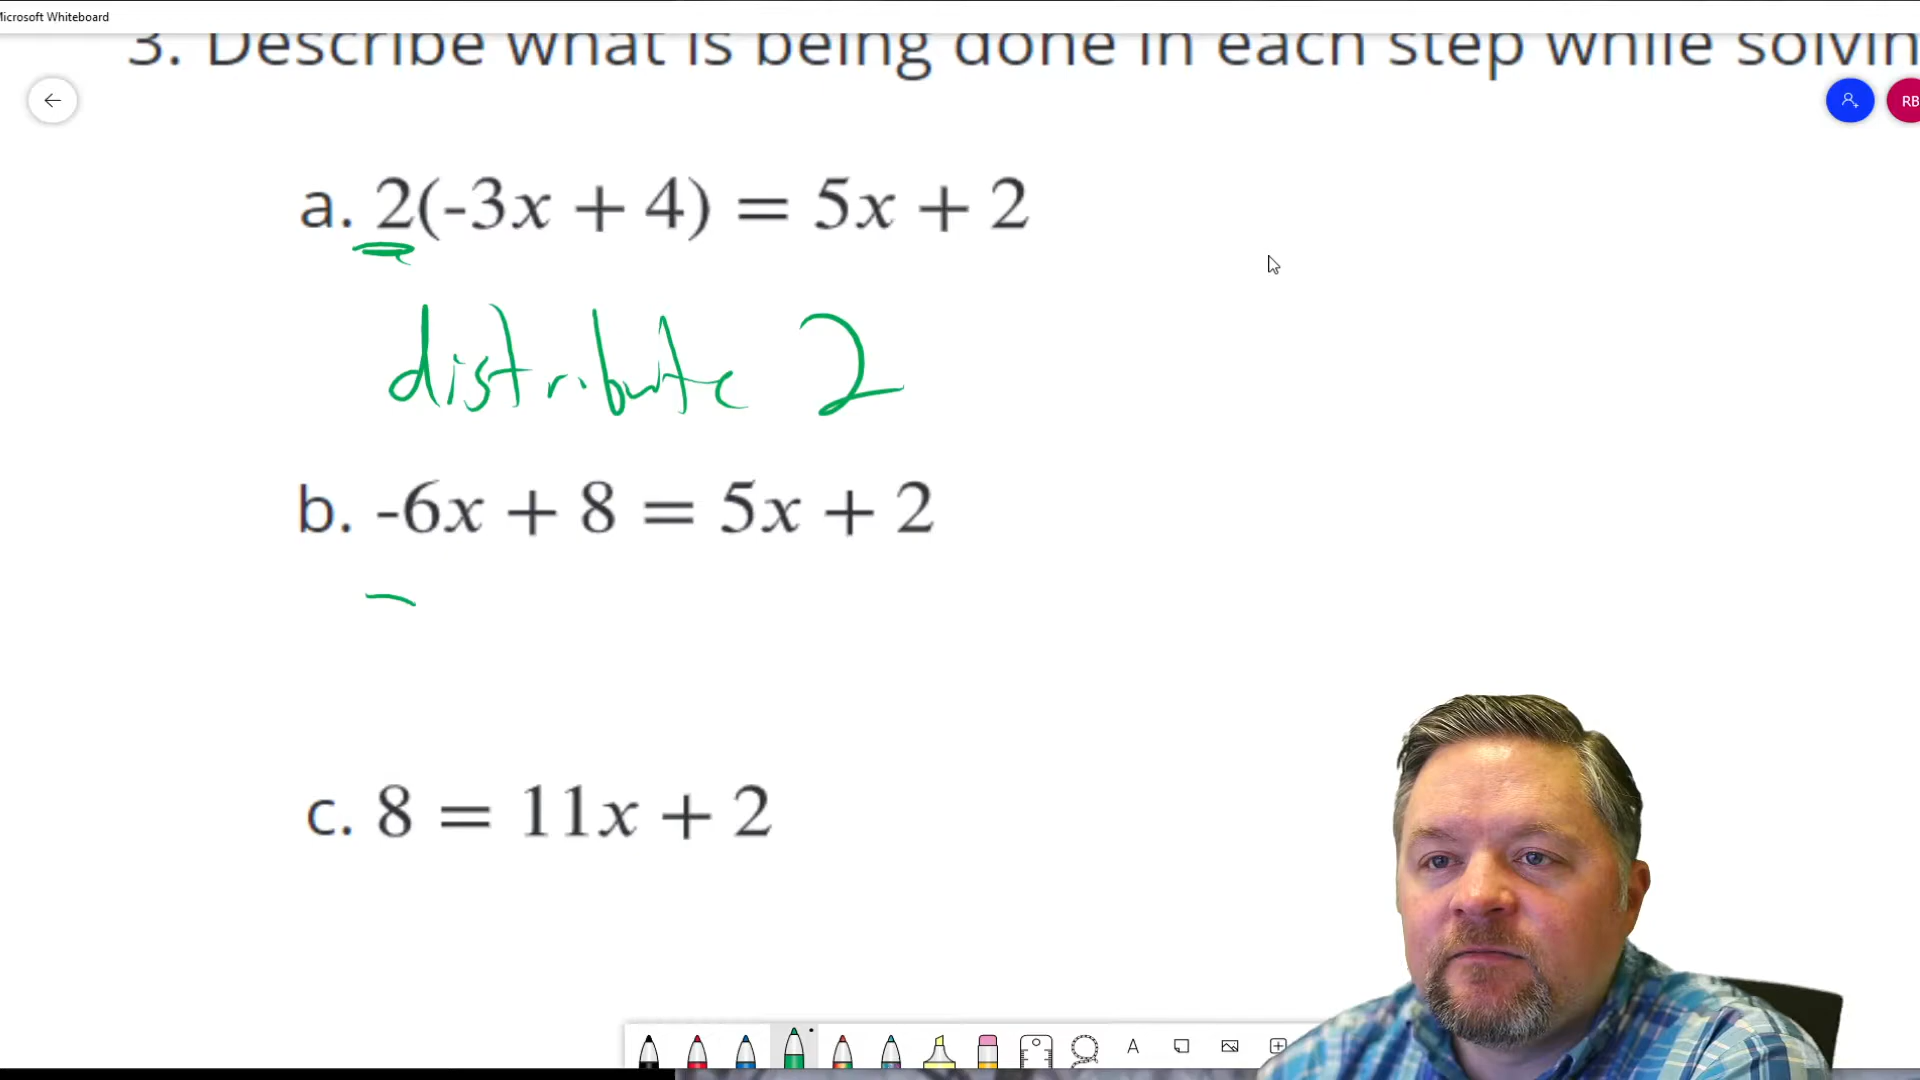 Microsoft Whiteboard
3. Describe what is being done in each step while solvin
RB
a. 2(-3x + 4) = 5x + 2
distribute 2
b. -6x + 8 = 5x + 2
c. 8 = 11x + 2
A